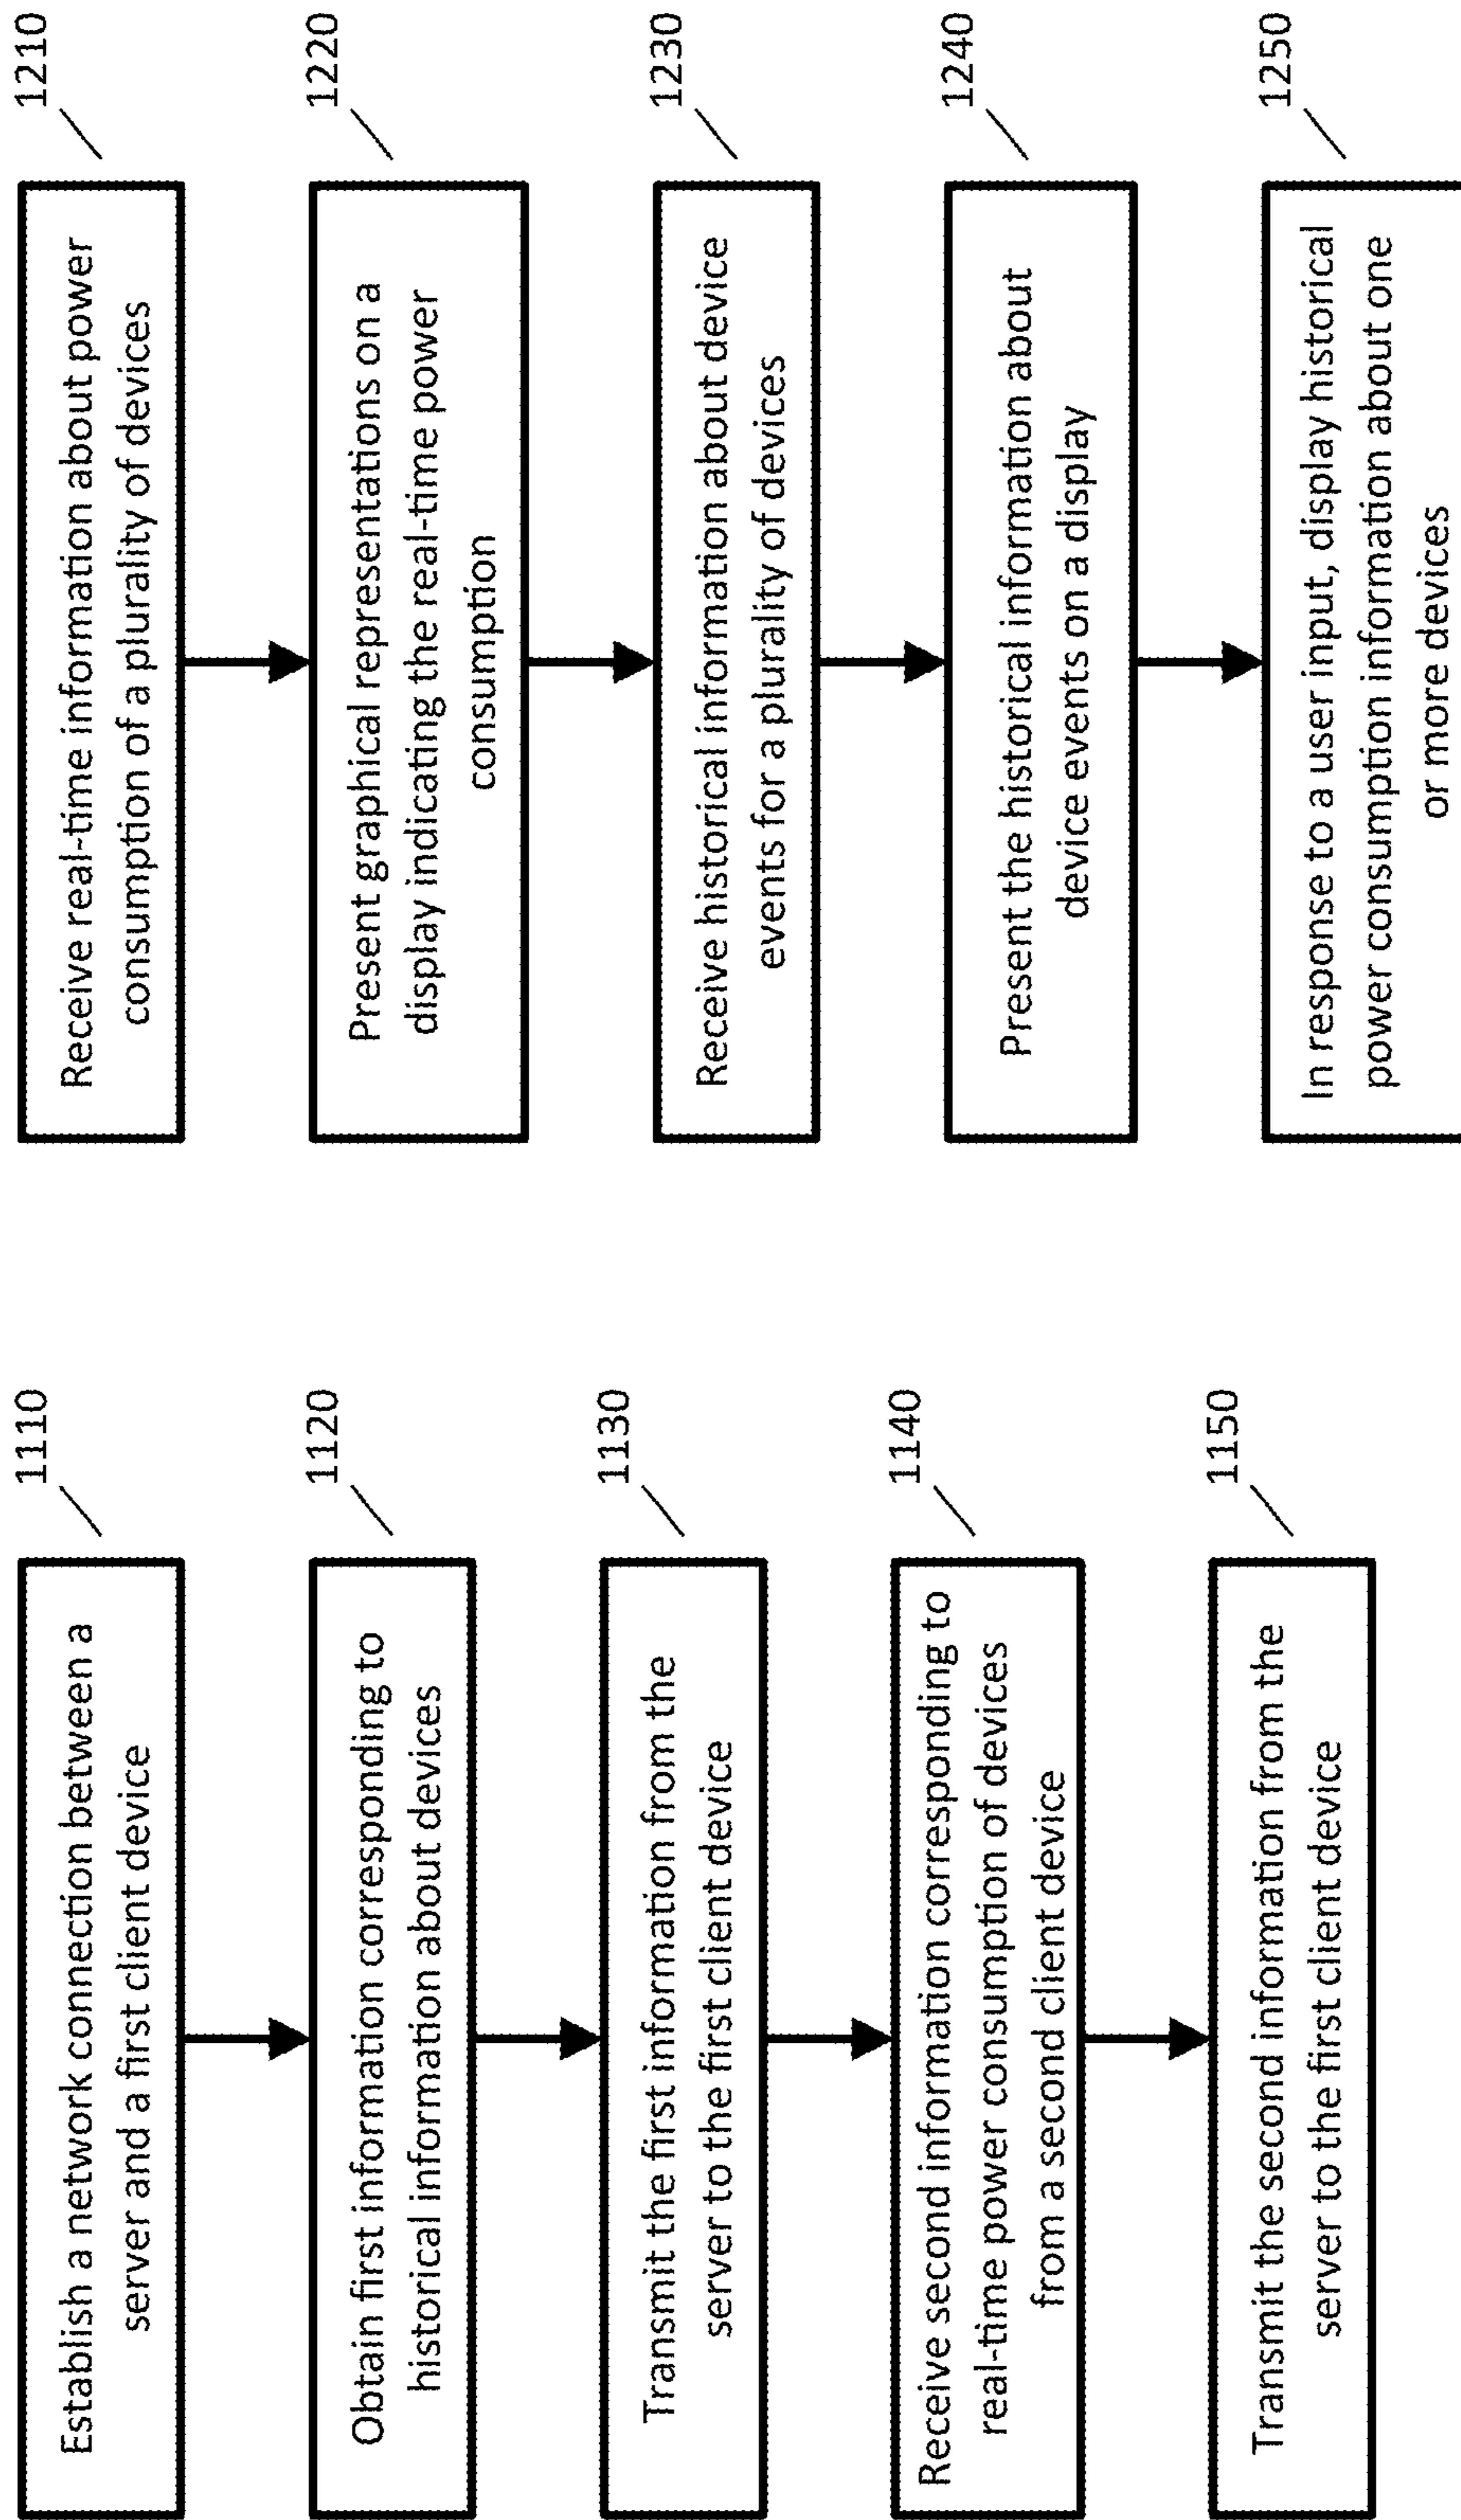 1110
Establish a network connection between a
server and a first client device
1120
Obtain first information corresponding to
historical information about devices
1130
Transmit the first information from the
server to the first client device
1140
Receive second information corresponding to
real-time power consumption of devices
from a second client device
1150
Transmit the second information from the
server to the first client device
1210
Receive real-time information about power
consumption of a plurality of devices
1220
Present graphical representations on a
display indicating the real-time power
consumption
1230
Receive historical information about device
events for a plurality of devices
1240
Present the historical information about
device events on a display
1250
In response to a user input, display historical
power consumption information about one
or more devices